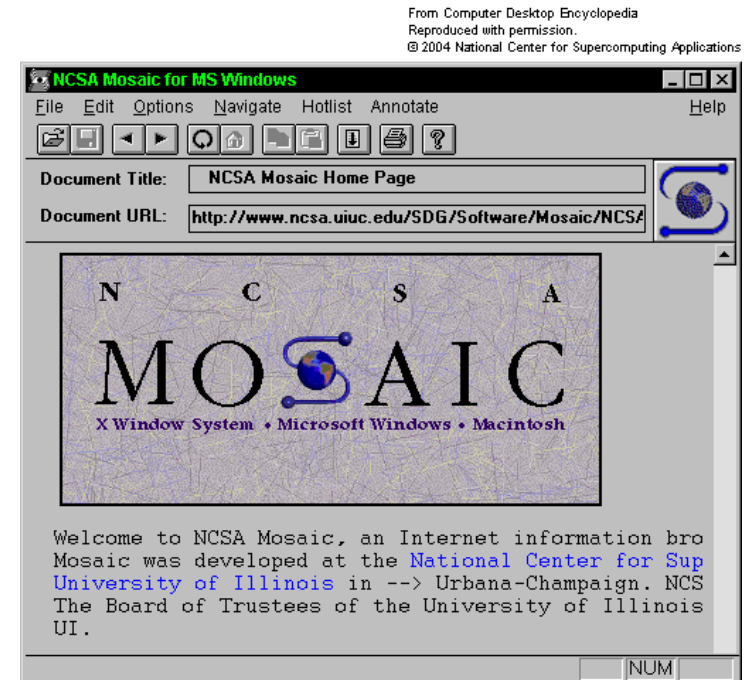 From Computer Desktop Encyclopedia
Reproduced with permission.
© 2004 National Center for Supercomputing Applications
NCSA Mosaic for MS Windows
File Edit Options Navigate Hotlist Annotate Help
Document Title: NCSA Mosaic Home Page
Document URL: http://www.ncsa.uiuc.edu/SDG/Software/Mosaic/NCSA
N C S A
MOSAIC
X Window System • Microsoft Windows • Macintosh
Welcome to NCSA Mosaic, an Internet information bro
Mosaic was developed at the National Center for Sup
University of Illinois in --> Urbana-Champaign. NCS
The Board of Trustees of the University of Illinois
UI.
NUM